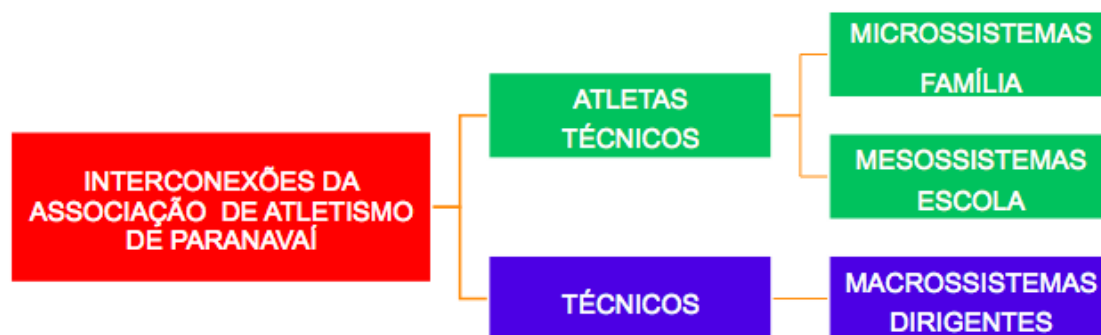 INTERCONEXÕES DA
ASSOCIAÇÃO DE ATLETISMO
DE PARANAVAÍ
ATLETAS
TÉCNICOS
MICROSSISTEMAS
FAMÍLIA
MESOSSISTEMAS
ESCOLA
TÉCNICOS
MACROSSISTEMAS
DIRIGENTES